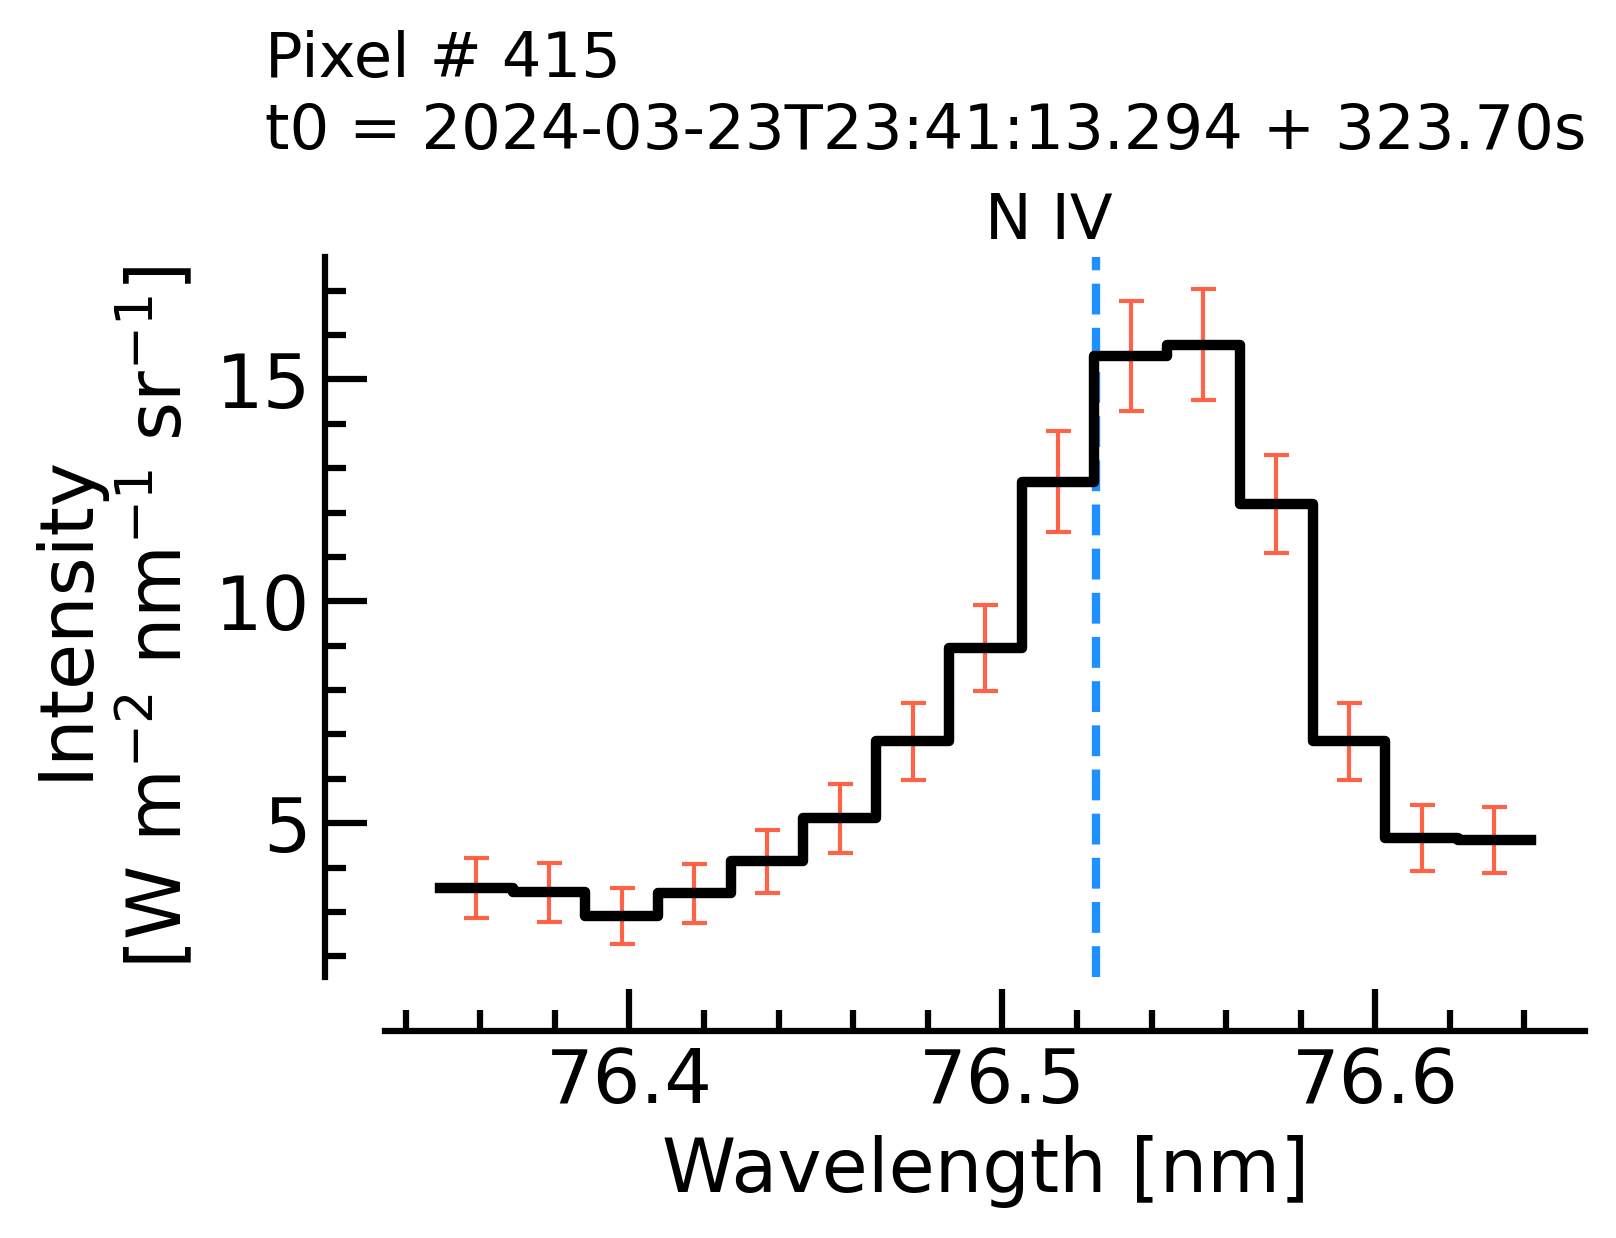 Pixel # 415
t0 = 2024-03-23T23:41:13.294 + 323.70s
N IV
Intensity
[W m⁻² nm⁻¹ sr⁻¹]
15
10
5
76.4 76.5 76.6
Wavelength [nm]